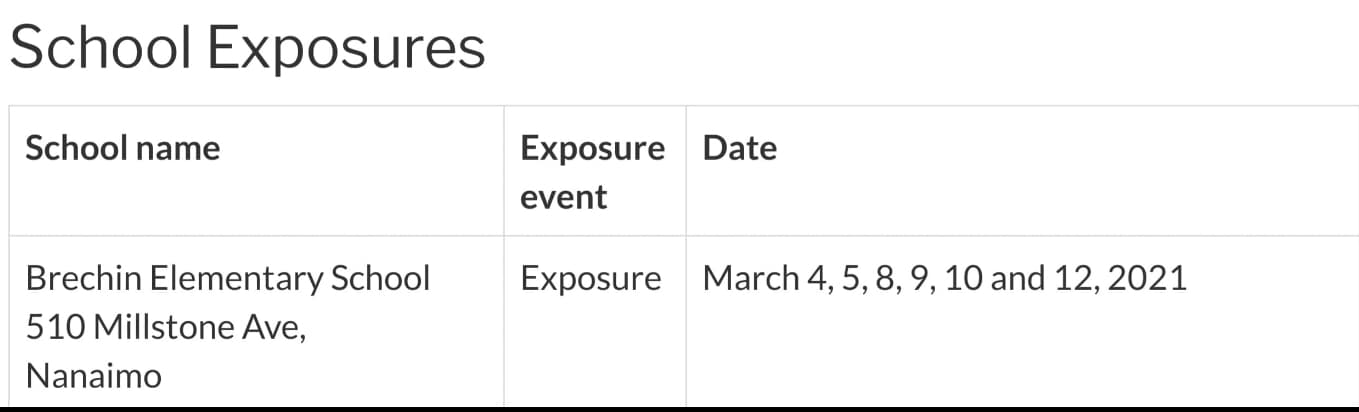 School Exposures
School name
Exposure
event
Date
Brechin Elementary School
510 Millstone Ave,
Nanaimo
Exposure
March 4, 5, 8, 9, 10 and 12, 2021